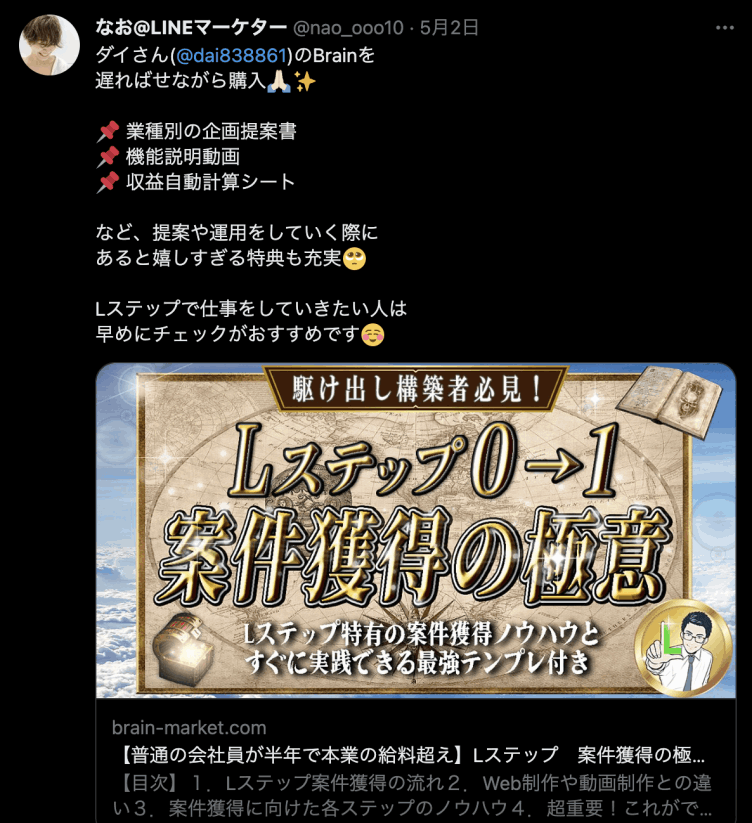 なお@LINEマーケター @nao_ooo10 · 5月2日
ダイさん(@dai838861)のBrainを
遅ればせながら購入🙏🏻✨
📌 業種別の企画提案書
📌 機能説明動画
📌 収益自動計算シート
など、提案や運用をしていく際に
あると嬉しすぎる特典も充実🥺
Lステップで仕事をしていきたい人は
早めにチェックがおすすめです☺️
駆け出し構築者必見！
Lステップ0→1
案件獲得の極意
Lステップ特有の案件獲得ノウハウと
すぐに実践できる最強テンプレ付き
L
brain-market.com
【普通の会社員が半年で本業の給料超え】Lステップ　案件獲得の極...
【目次】１．Lステップ案件獲得の流れ２．Web制作や動画制作との違
い３．案件獲得に向けた各ステップのノウハウ４．超重要！これがで...